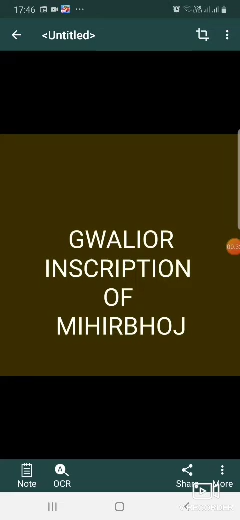 17:46
<Untitled>
GWALIOR
INSCRIPTION
OF
MIHIRBHOJ
Note
OCR
Share
More